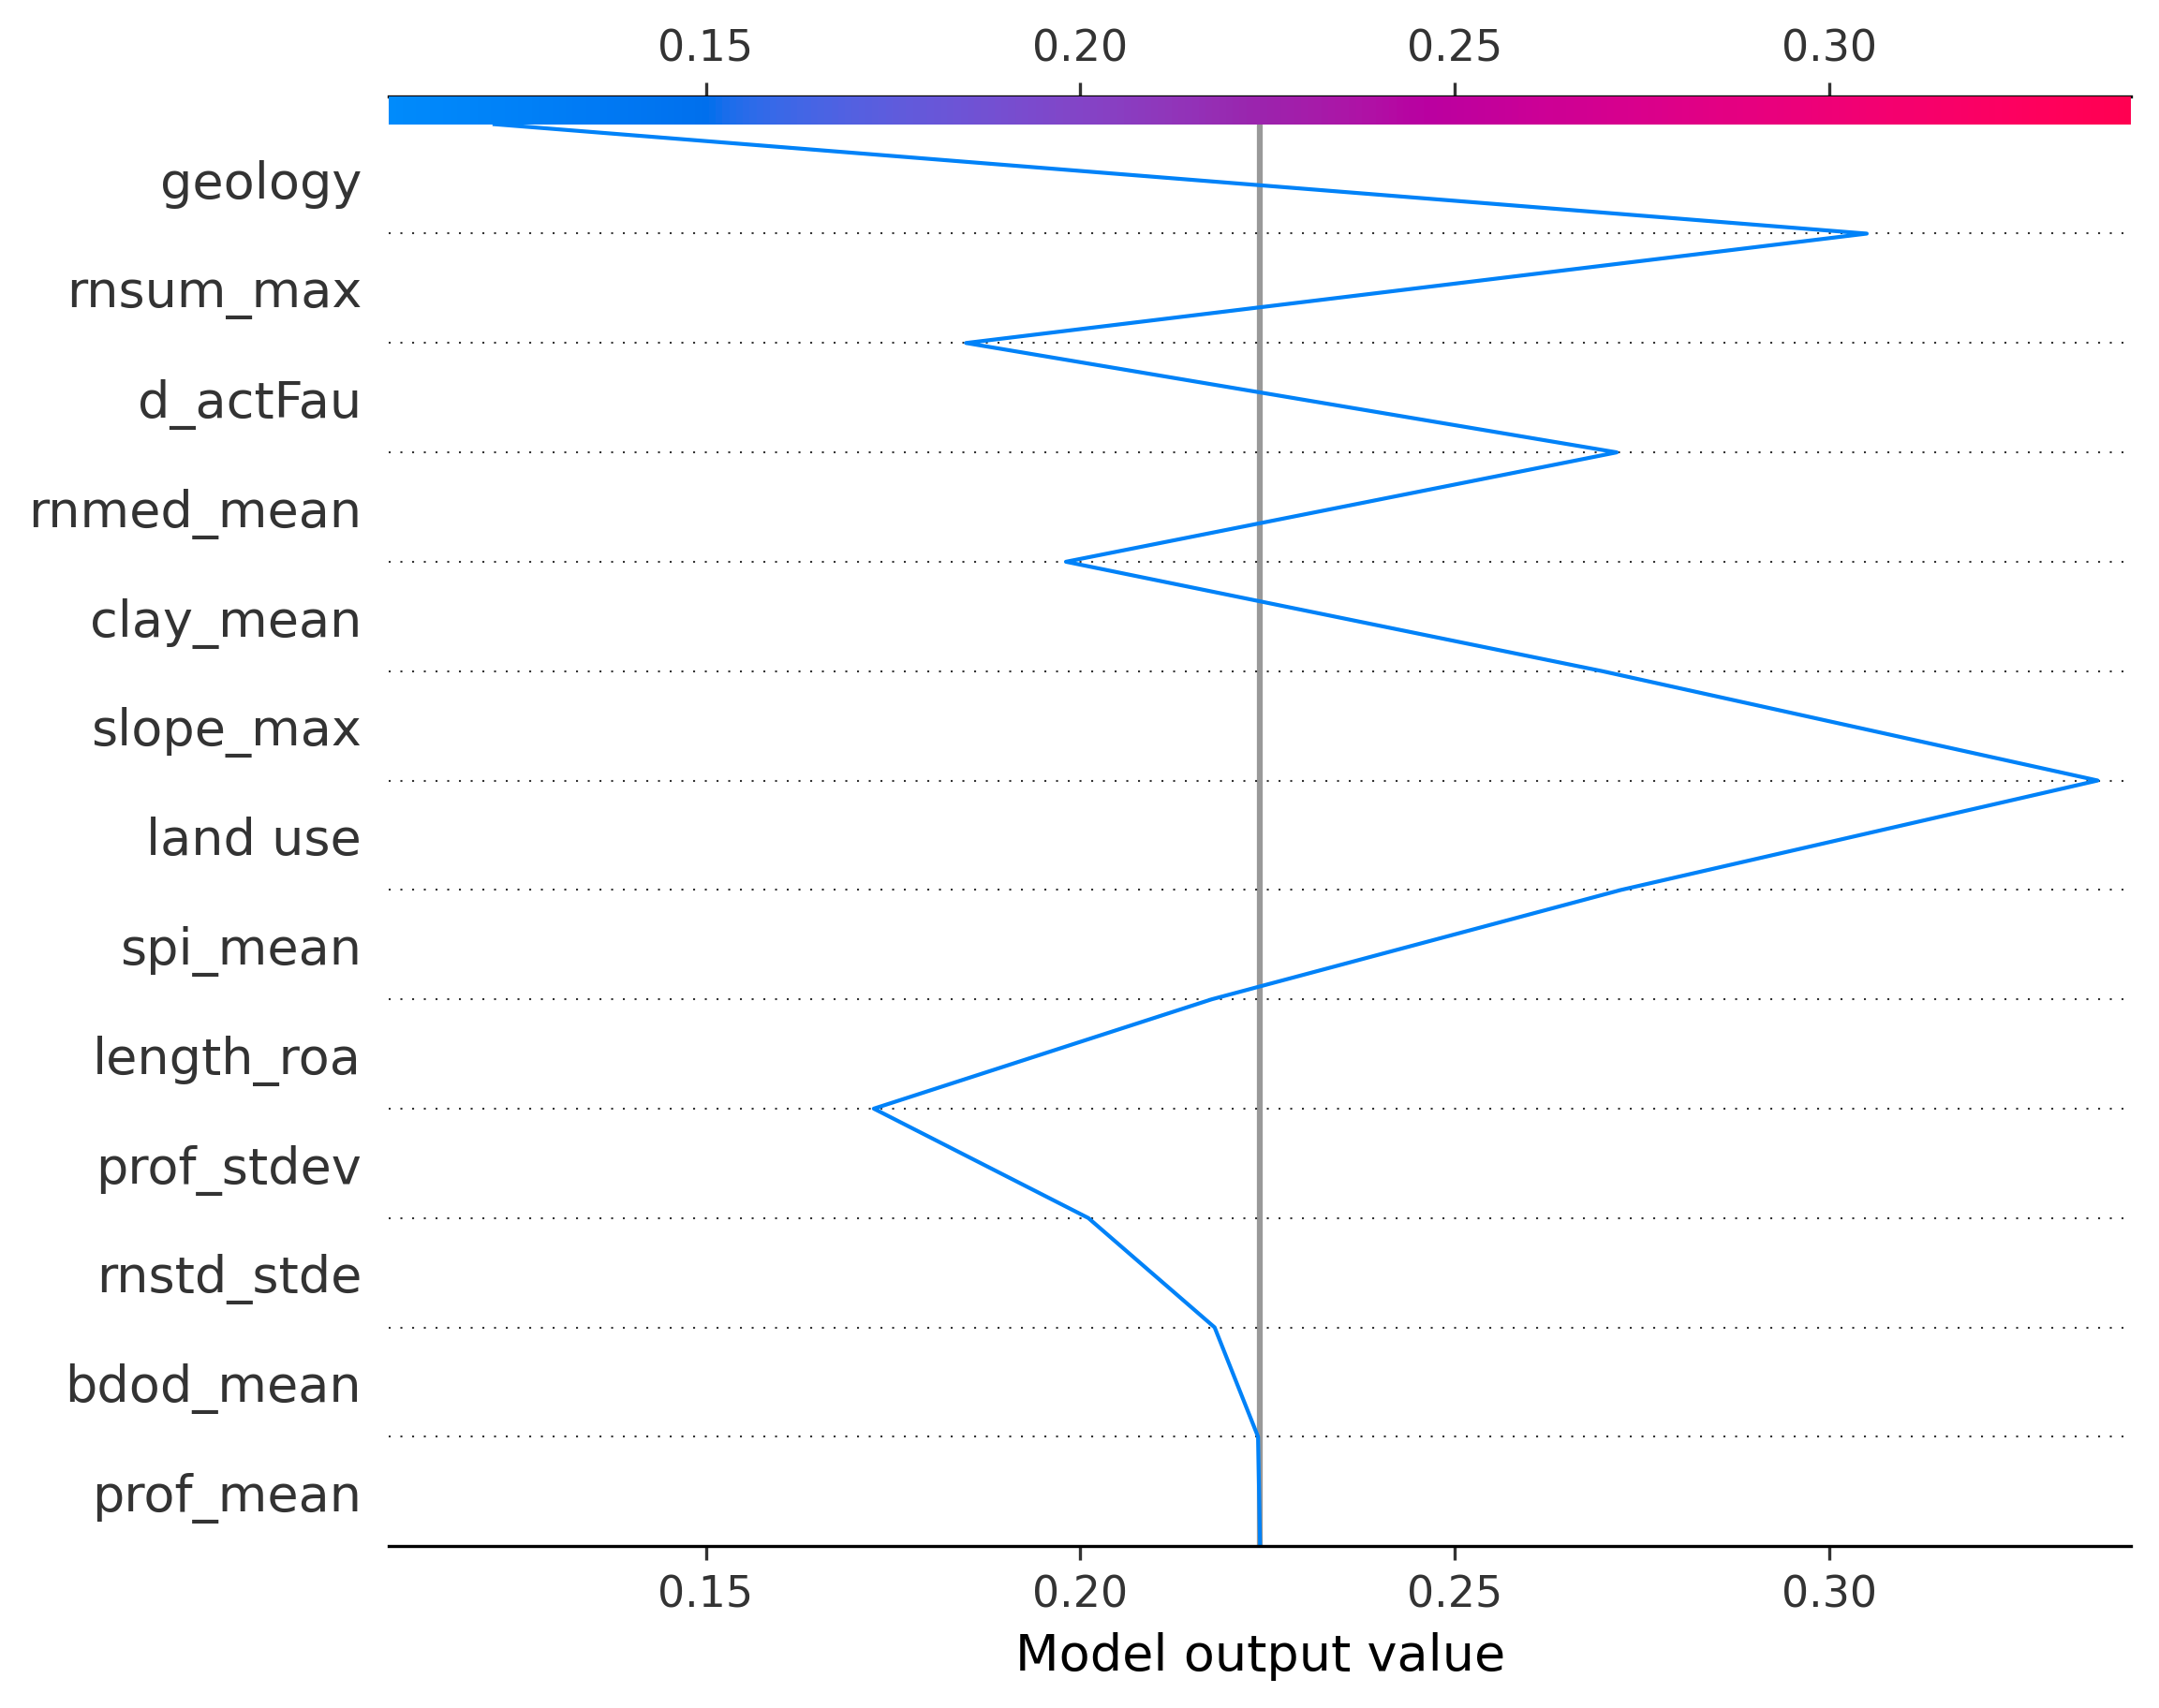 0.15 0.20 0.25 0.30
geology
rnsum_max
d_actFau
rnmed_mean
clay_mean
slope_max
land use
spi_mean
length_roa
prof_stdev
rnstd_stde
bdod_mean
prof_mean
0.15 0.20 0.25 0.30
Model output value